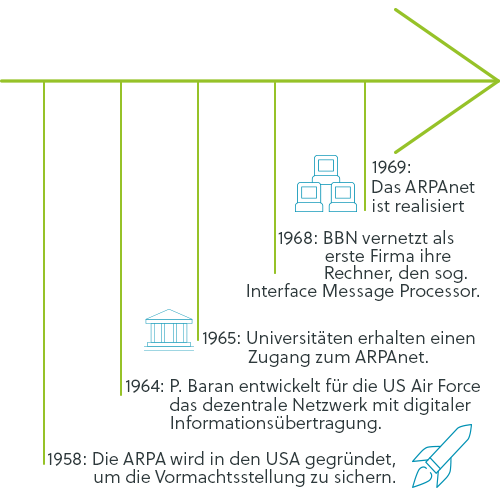 1969:
Das ARPAnet
ist realisiert
1968: BBN vernetzt als
erste Firma ihre
Rechner, den sog.
Interface Message Processor.
1965: Universitäten erhalten einen
Zugang zum ARPAnet.
1964: P. Baran entwickelt für die US Air Force
das dezentrale Netzwerk mit digitaler
Informationsübertragung.
1958: Die ARPA wird in den USA gegründet,
um die Vormachtsstellung zu sichern.